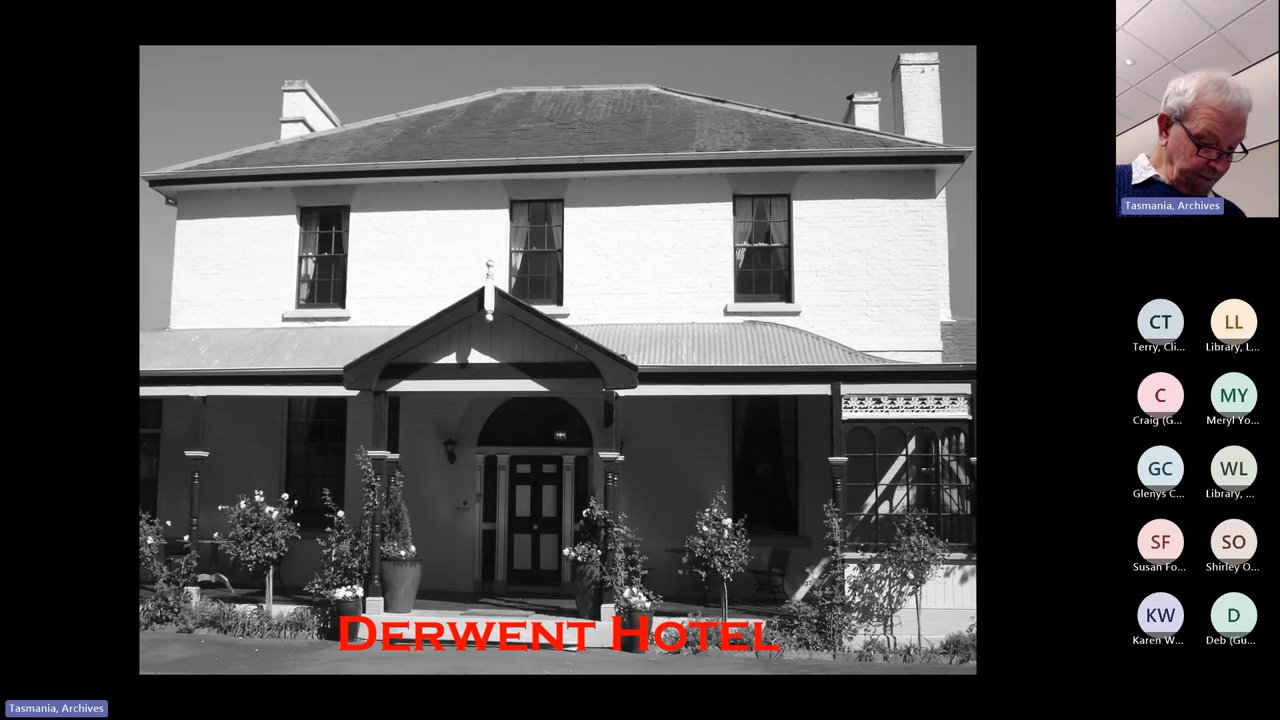 DERWENT HOTEL
Tasmania, Archives
CT
Terry, Cli...
LL
Library, L...
C
Craig (G...
MY
Meryl Yo...
GC
Glenys C...
WL
Library, ...
SF
Susan Fo...
SO
Shirley O...
KW
Karen W...
D
Deb (Gu...
Tasmania, Archives